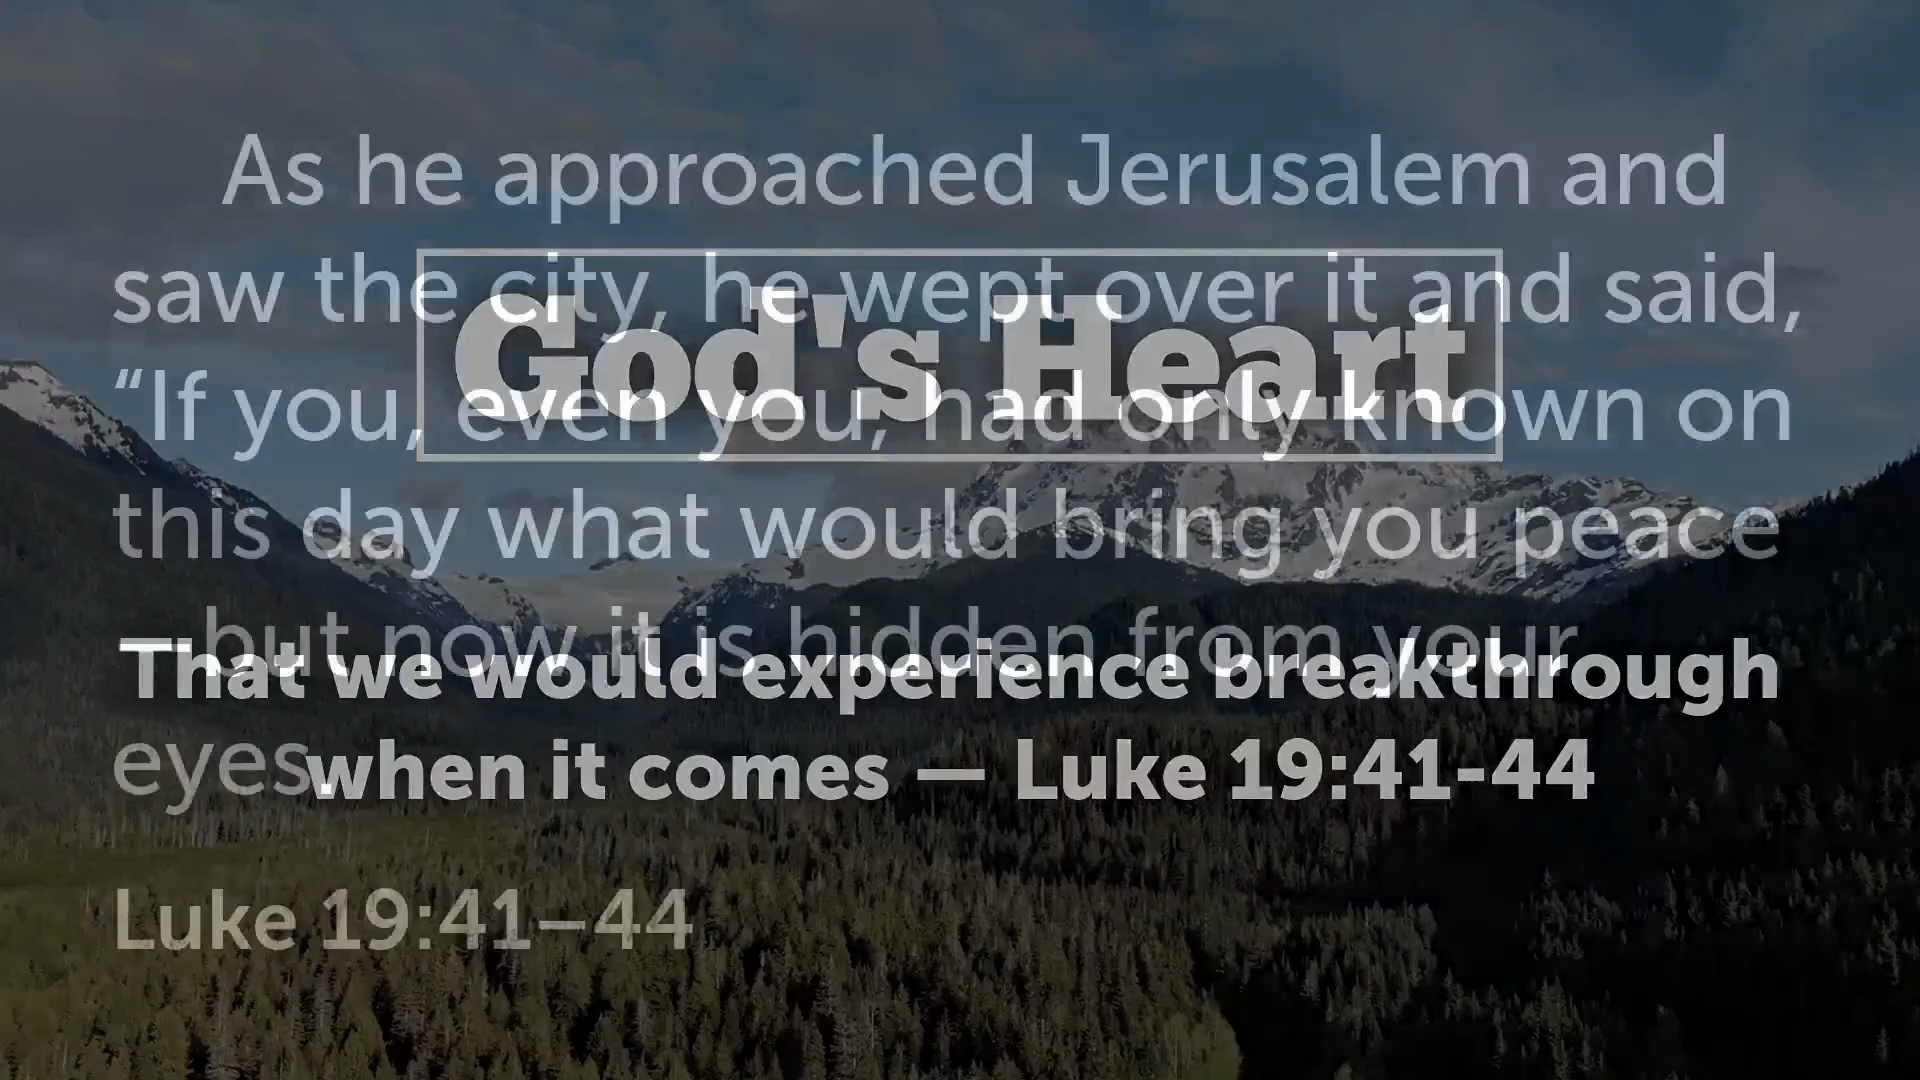 As he approached Jerusalem and
saw the city, he wept over it and said,
“If you, even you, had only known on
this day what would bring you peace
—but now it is hidden from your
eyes.
Luke 19:41–44
God's Heart
That we would experience breakthrough
when it comes — Luke 19:41-44